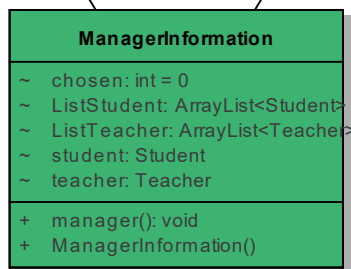 ManagerInformation
~ chosen: int = 0
~ ListStudent: ArrayList<Student>
~ ListTeacher: ArrayList<Teacher>
~ student: Student
~ teacher: Teacher
+ manager(): void
+ ManagerInformation()